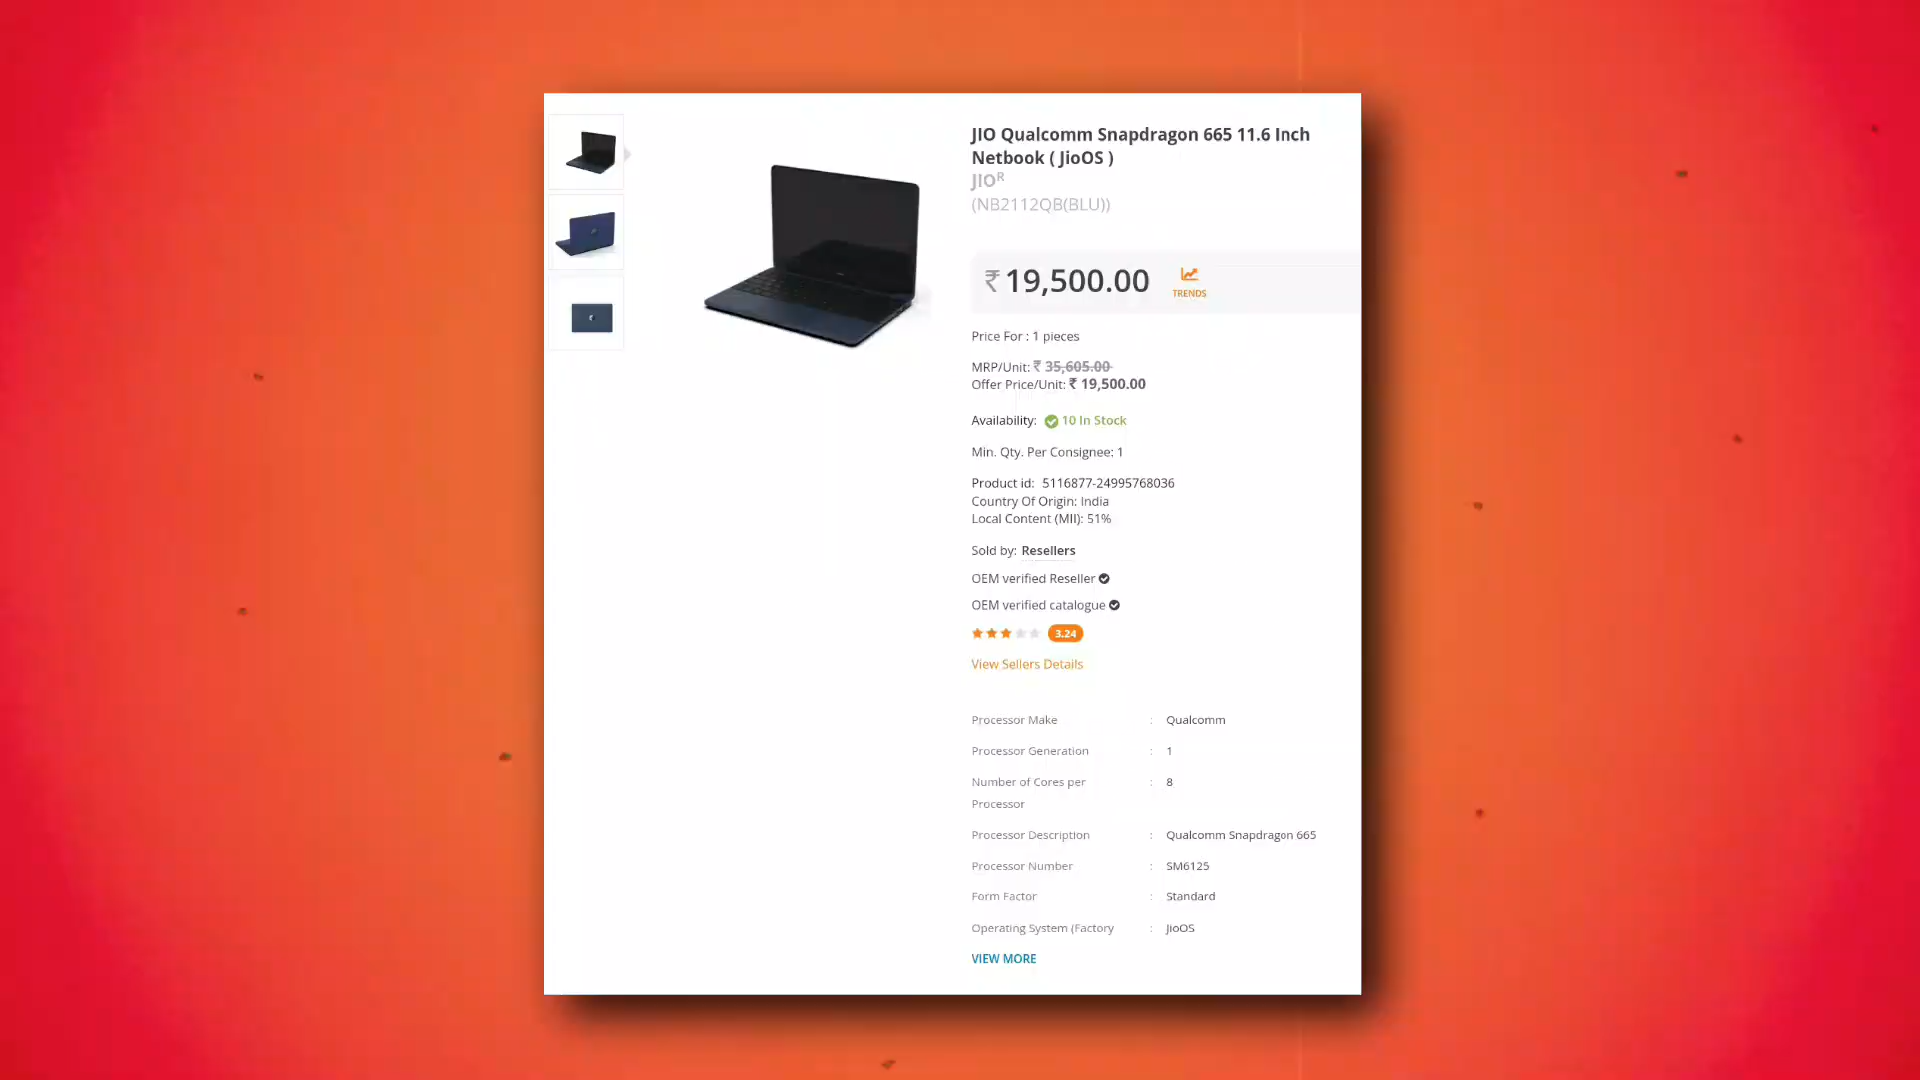 JIO Qualcomm Snapdragon 665 11.6 Inch
Netbook ( JioOS )
JIOᴿ
(NB2112QB(BLU))
₹ 19,500.00
TRENDS
Price For : 1 pieces
MRP/Unit: ₹ 35,605.00
Offer Price/Unit: ₹ 19,500.00
Availability: 10 In Stock
Min. Qty. Per Consignee: 1
Product id: 5116877-24995768036
Country Of Origin: India
Local Content (MII): 51%
Sold by: Resellers
OEM verified Reseller
OEM verified catalogue
3.24
View Sellers Details
Processor Make : Qualcomm
Processor Generation : 1
Number of Cores per : 8
Processor
Processor Description : Qualcomm Snapdragon 665
Processor Number : SM6125
Form Factor : Standard
Operating System (Factory : JioOS
VIEW MORE